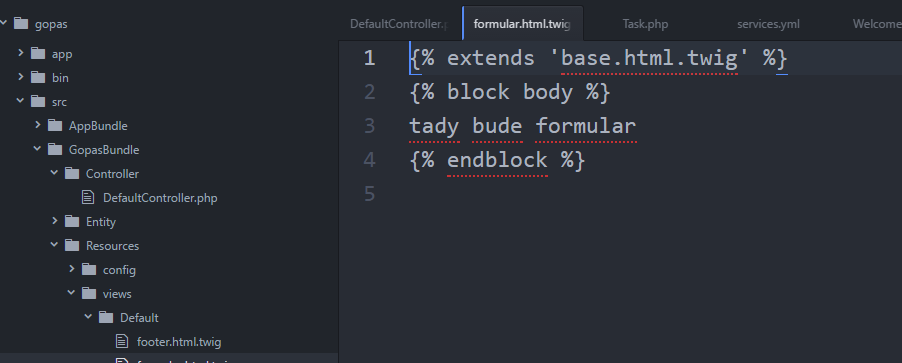 gopas
app
bin
src
AppBundle
GopasBundle
Controller
DefaultController.php
Entity
Resources
config
views
Default
footer.html.twig
DefaultController.p formular.html.twig Task.php services.yml Welcome
1 {% extends 'base.html.twig' %}
2 {% block body %}
3 tady bude formular
4 {% endblock %}
5